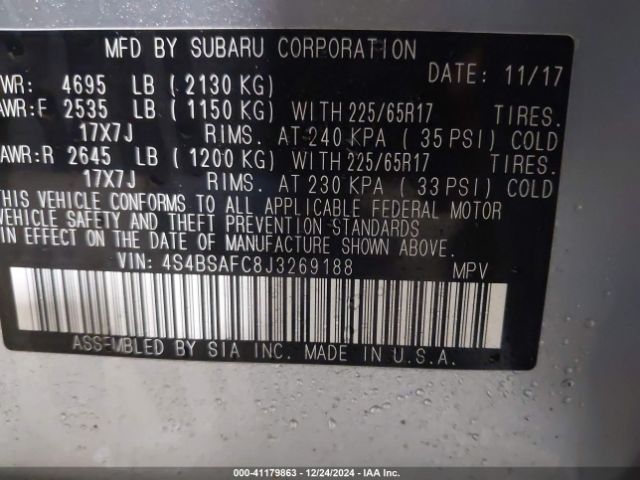 MFD BY SUBARU CORPORATION
DATE: 11/17
WR: 4695 LB (2130 KG)
AWR:F 2535 LB (1150 KG) WITH 225/65R17 TIRES.
17X7J RIMS. AT 240 KPA (35 PSI) COLD
AWR:R 2645 LB (1200 KG) WITH 225/65R17 TIRES.
17X7J RIMS. AT 230 KPA (33 PSI) COLD
THIS VEHICLE CONFORMS TO ALL APPLICABLE FEDERAL MOTOR
VEHICLE SAFETY AND THEFT PREVENTION STANDARDS
IN EFFECT ON THE DATE OF MANUFACTURE SHOWN ABOVE.
VIN: 4S4BSAFC8J3269188 MPV
ASSEMBLED BY SIA INC. MADE IN U.S.A.
000-41179863 - 12/24/2024 - IAA Inc.